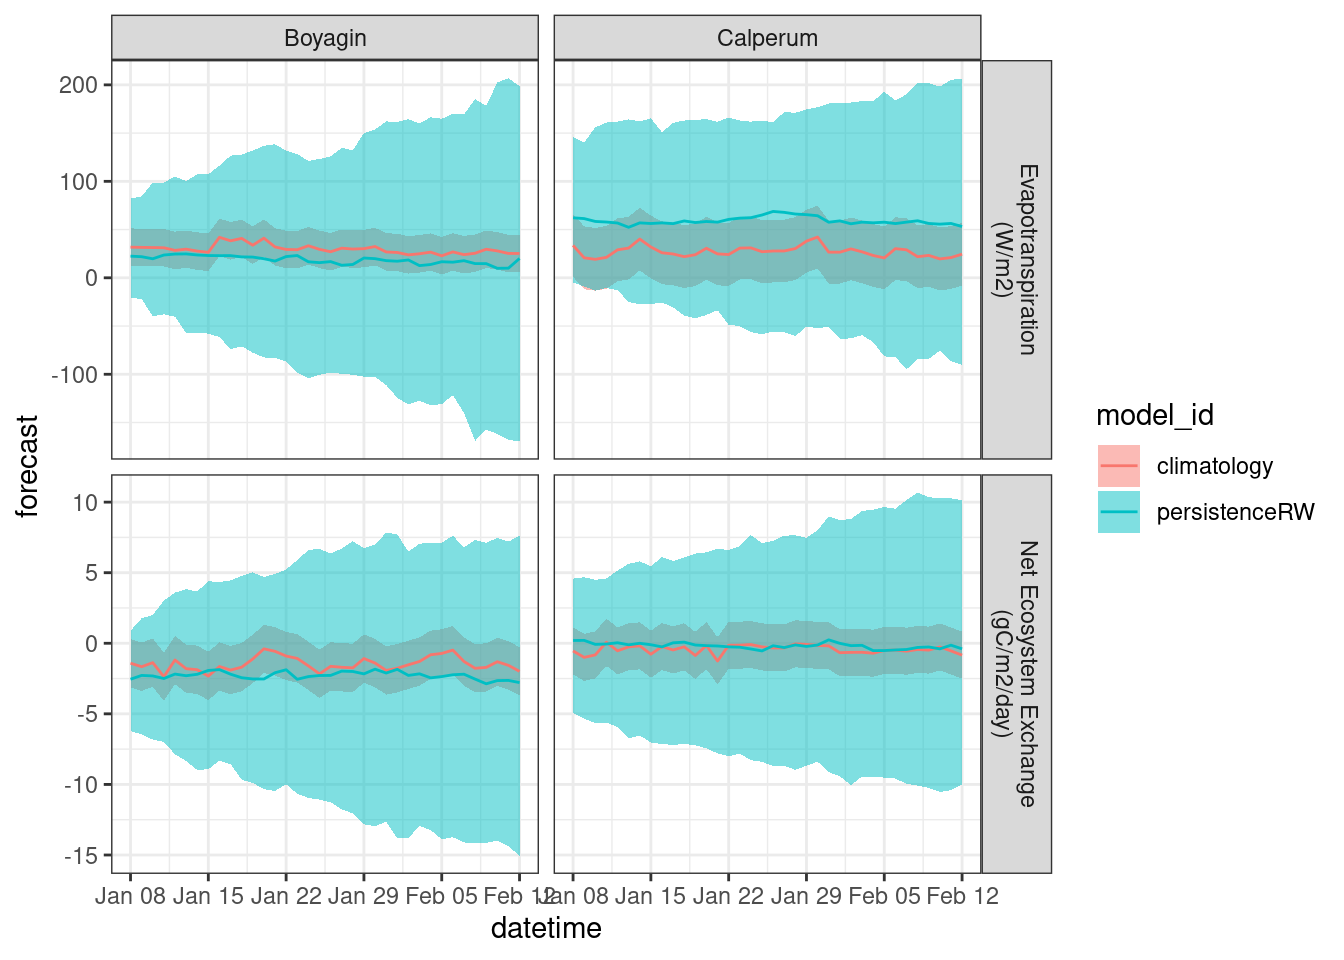 Boyagin
Calperum
200
100
0
-100
Evapotranspiration
(W/m2)
10
5
0
-5
-10
-15
Net Ecosystem Exchange
(gC/m2/day)
Jan 08 Jan 15 Jan 22 Jan 29 Feb 05 Feb 12
Jan 08 Jan 15 Jan 22 Jan 29 Feb 05 Feb 12
datetime
forecast
model_id
climatology
persistenceRW